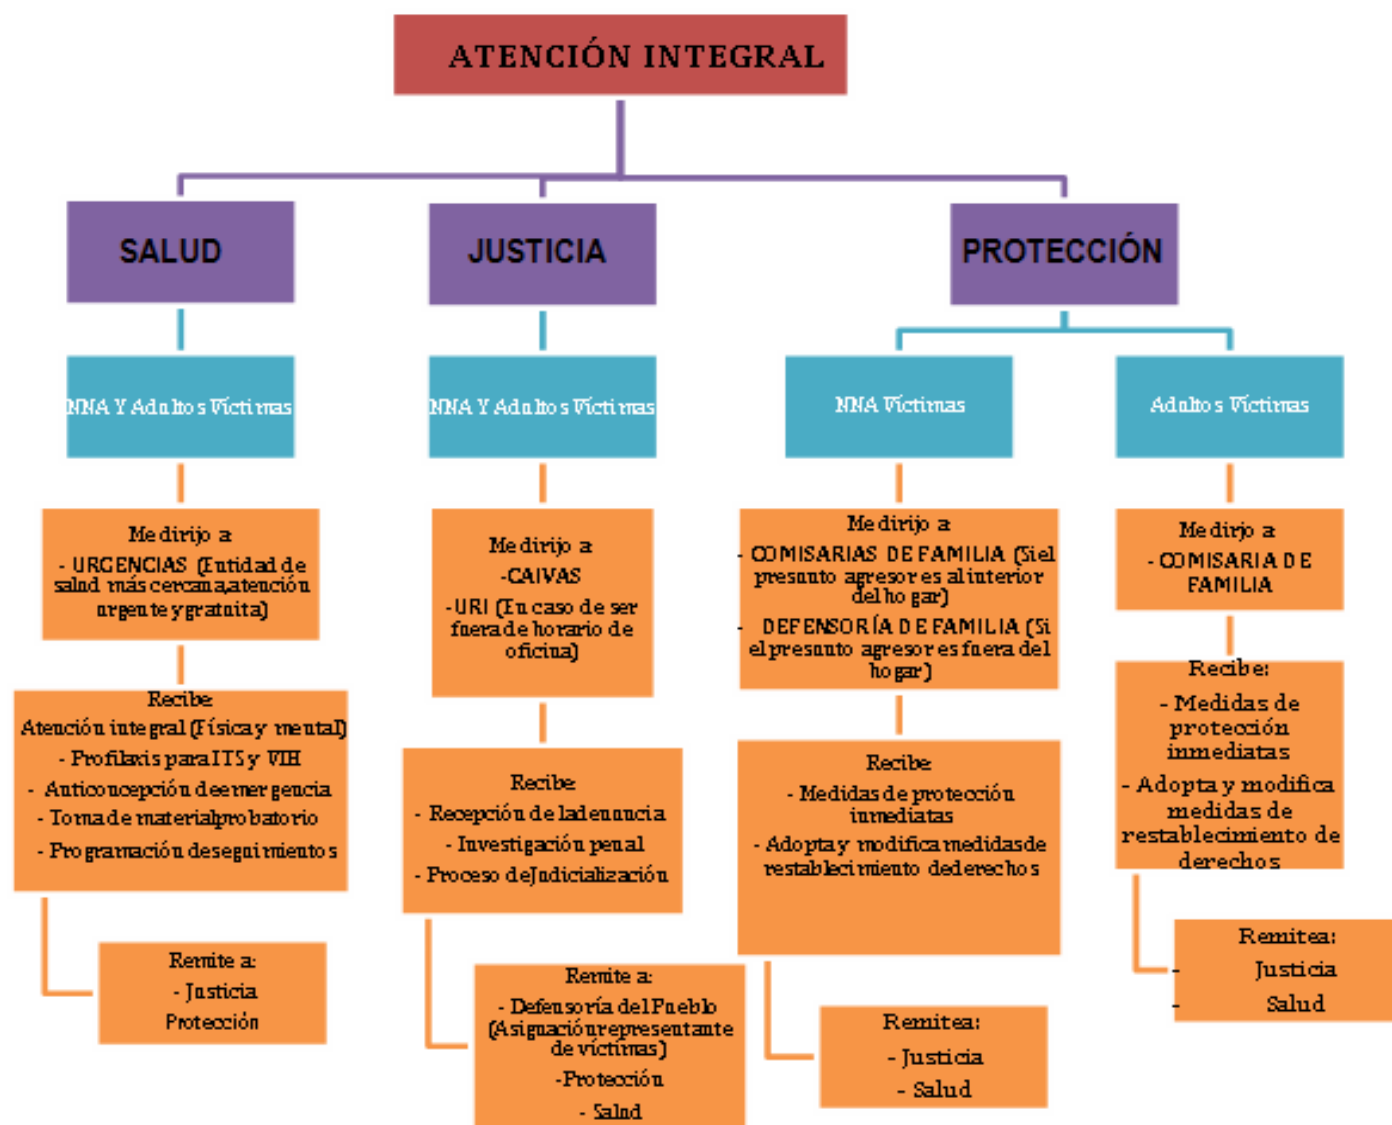 ATENCIÓN INTEGRAL
SALUD
JUSTICIA
PROTECCIÓN
NNA Y Adultos Víctimas
NNA Y Adultos Víctimas
NNA Víctimas
Adultos Víctimas
Me dirijo a:
- URGENCIAS (Entidad de
salud más cercana,atención
urgente y gratuita)
Recibe:
Atención integral (Física y mental)
- Profilaxis para ITS y VIH
- Anticoncepción de emergencia
- Toma de material probatorio
- Programación de seguimientos
Remite a:
- Justicia
Protección
Me dirijo a:
-CAIVAS
-URI (En caso de ser
fuera de horario de
oficina)
Recibe:
- Recepción de la denuncia
- Investigación penal
- Proceso de Judicialización
Remite a:
- Defensoría del Pueblo
(Asignación representante
de víctimas)
-Protección
- Salud
Me dirijo a:
- COMISARIAS DE FAMILIA (Si el
presunto agresor es al interior
del hogar)
- DEFENSORÍA DE FAMILIA (Si
el presunto agresor es fuera del
hogar)
Recibe:
- Medidas de protección
inmediatas
- Adopta y modifica medidas de
restablecimiento de derechos
Remite a:
- Justicia
- Salud
Me dirjo a:
- COMISARIA DE
FAMILIA
Recibe:
- Medidas de
protección
inmediatas
- Adopta y modifica
medidas de
restablecimiento de
derechos
Remite a:
- Justicia
- Salud